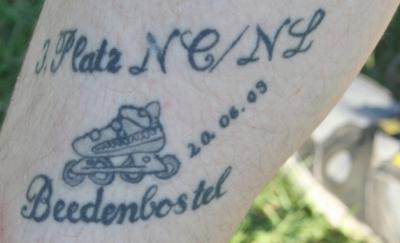 3. Platz NC/NL
20.06.09
Beedenbostel